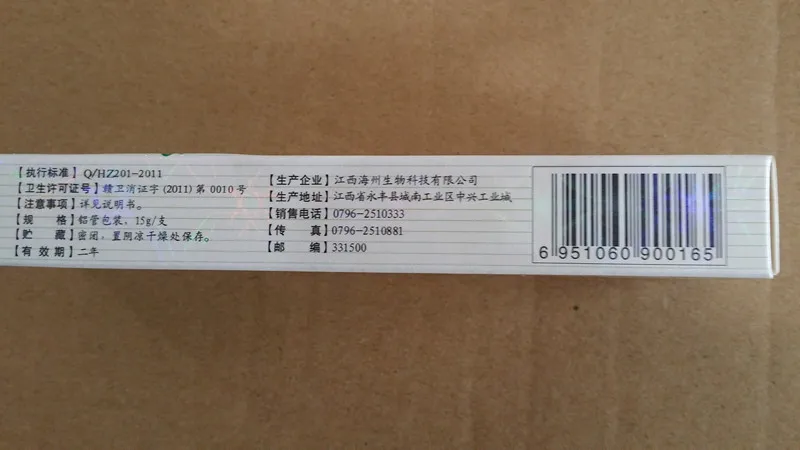 【执行标准】Q/HZ201-2011
【卫生许可证号】赣卫消证字(2011)第0010号
【注意事项】详见说明书。
【规 格】铝管包装，15g/支
【贮 藏】密闭，置阴凉干燥处保存。
【有 效 期】二年
【生产企业】江西海州生物科技有限公司
【生产地址】江西省永丰县城南工业区中兴工业城
【销售电话】0796-2510333
【传 真】0796-2510881
【邮 编】331500
6 951060 900165